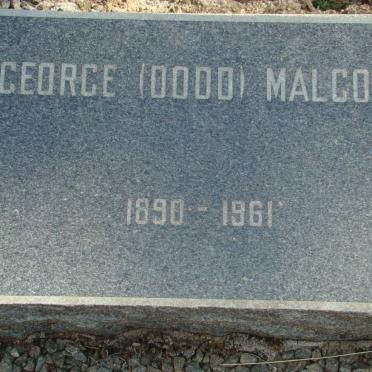 GEORGE (DODD) MALCO
1890 - 1961